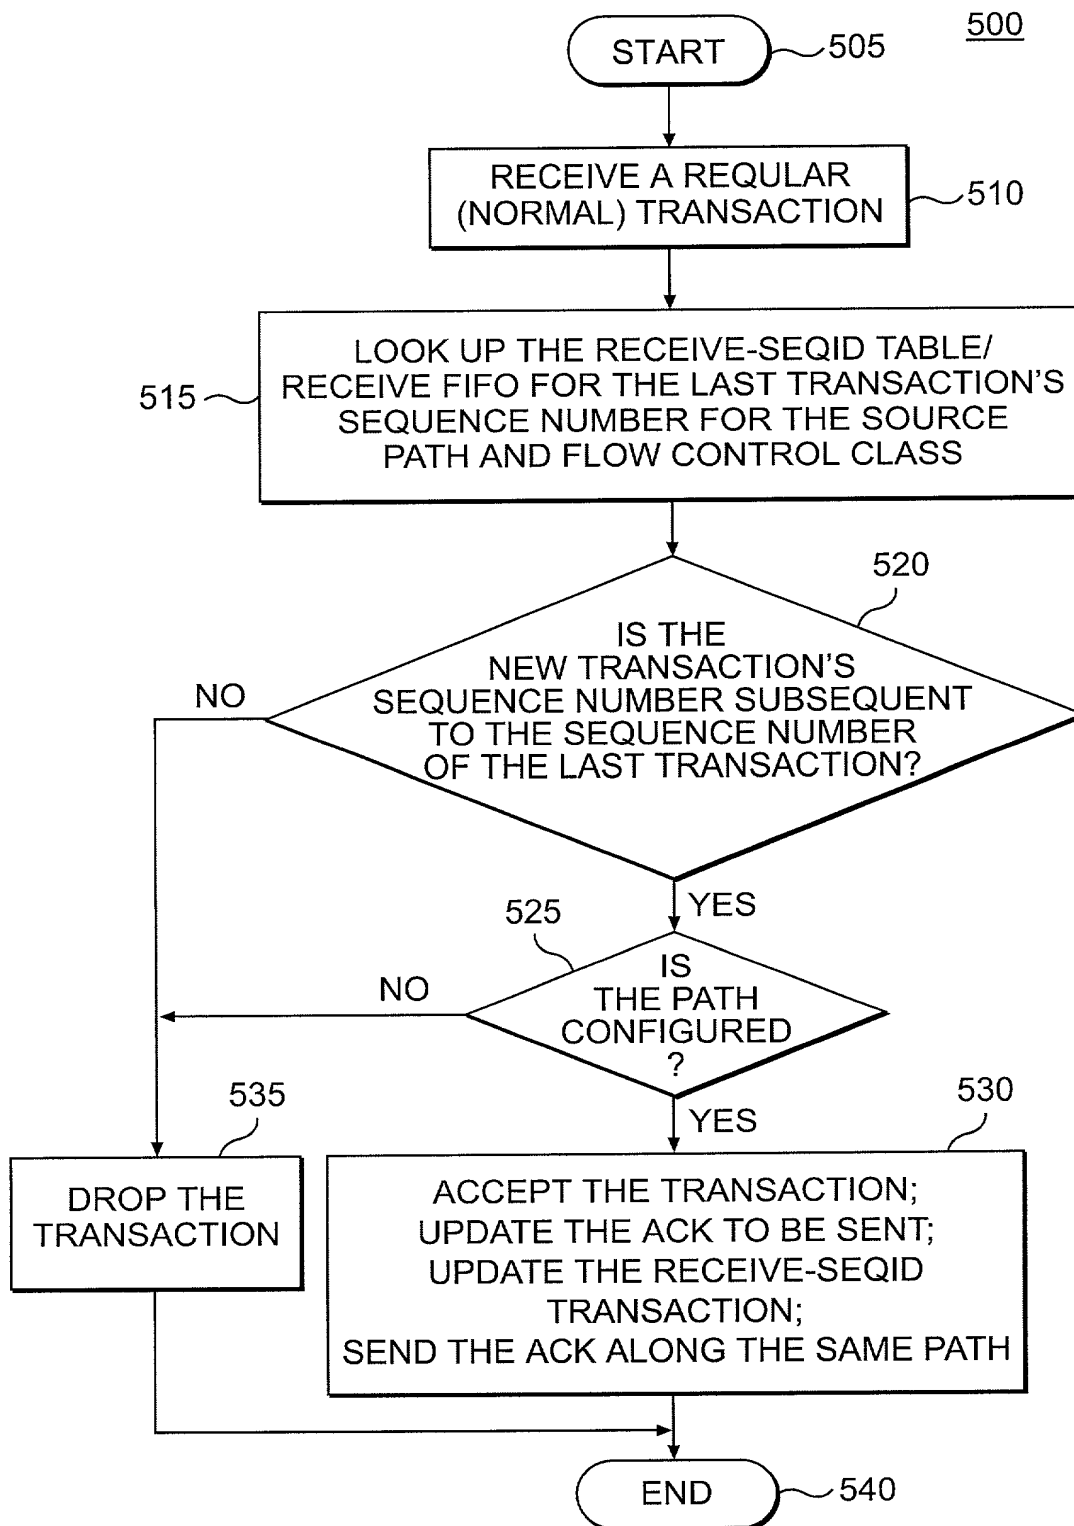 500
START
505
RECEIVE A REQULAR
(NORMAL) TRANSACTION
510
LOOK UP THE RECEIVE-SEQID TABLE/
RECEIVE FIFO FOR THE LAST TRANSACTION'S
SEQUENCE NUMBER FOR THE SOURCE
PATH AND FLOW CONTROL CLASS
515
520
IS THE
NEW TRANSACTION'S
SEQUENCE NUMBER SUBSEQUENT
TO THE SEQUENCE NUMBER
OF THE LAST TRANSACTION?
NO
YES
525
IS
THE PATH
CONFIGURED
?
NO
YES
535
DROP THE
TRANSACTION
530
ACCEPT THE TRANSACTION;
UPDATE THE ACK TO BE SENT;
UPDATE THE RECEIVE-SEQID
TRANSACTION;
SEND THE ACK ALONG THE SAME PATH
END
540